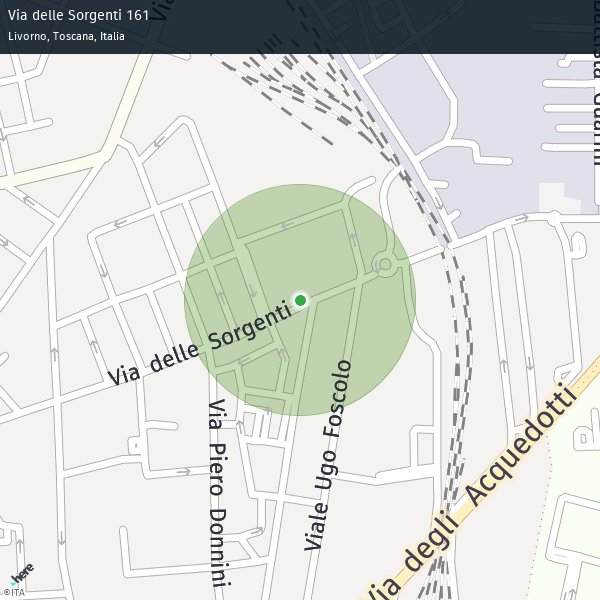 Via delle Sorgenti 161
Livorno, Toscana, Italia
Via
Via delle Sorgenti
Via Piero Donnini
Viale Ugo Foscolo
Via degli Acquedotti
here
©ITA